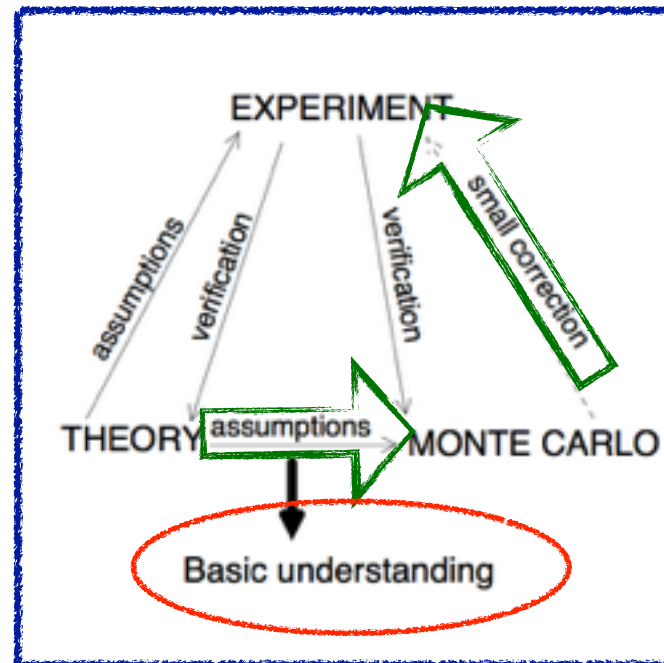 EXPERIMENT
assumptions
verification
verification
small correction
THEORY
assumptions
MONTE CARLO
Basic understanding